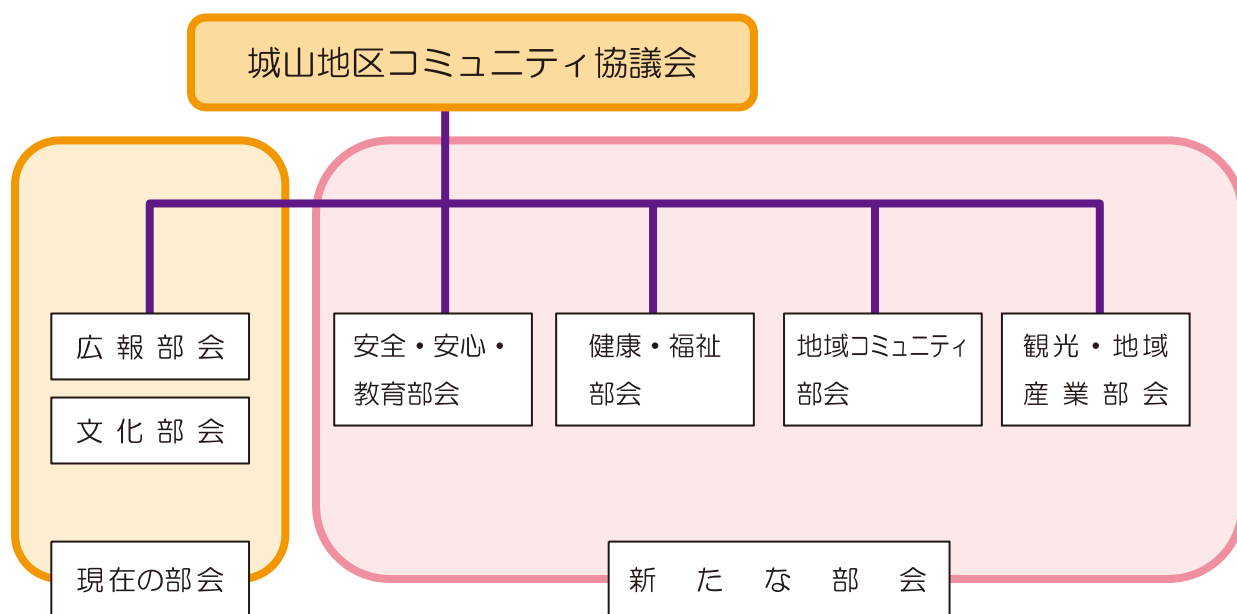 城山地区コミュニティ協議会
広報部会
文化部会
現在の部会
安全・安心・
教育部会
健康・福祉
部会
地域コミュニティ
部会
観光・地域
産業部会
新たな部会